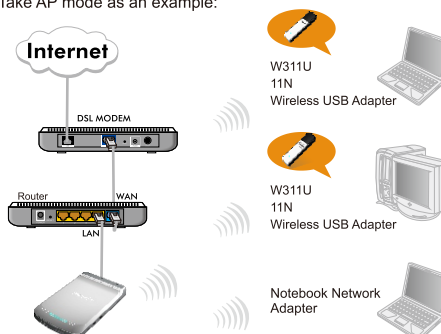 Take AP mode as an example:
Internet
DSL MODEM
Router
WAN
LAN
W311U
11N
Wireless USB Adapter
W311U
11N
Wireless USB Adapter
Notebook Network
Adapter